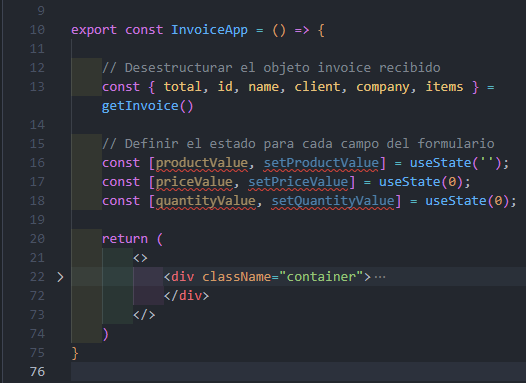 9
10 export const InvoiceApp = () => {
11
12 // Desestructurar el objeto invoice recibido
13 const { total, id, name, client, company, items } =
getInvoice()
14
15 // Definir el estado para cada campo del formulario
16 const [productValue, setProductValue] = useState('');
17 const [priceValue, setPriceValue] = useState(0);
18 const [quantityValue, setQuantityValue] = useState(0);
19
20 return (
21 <>
22 > <div className="container">···
72 </div>
73 </>
74 )
75 }
76